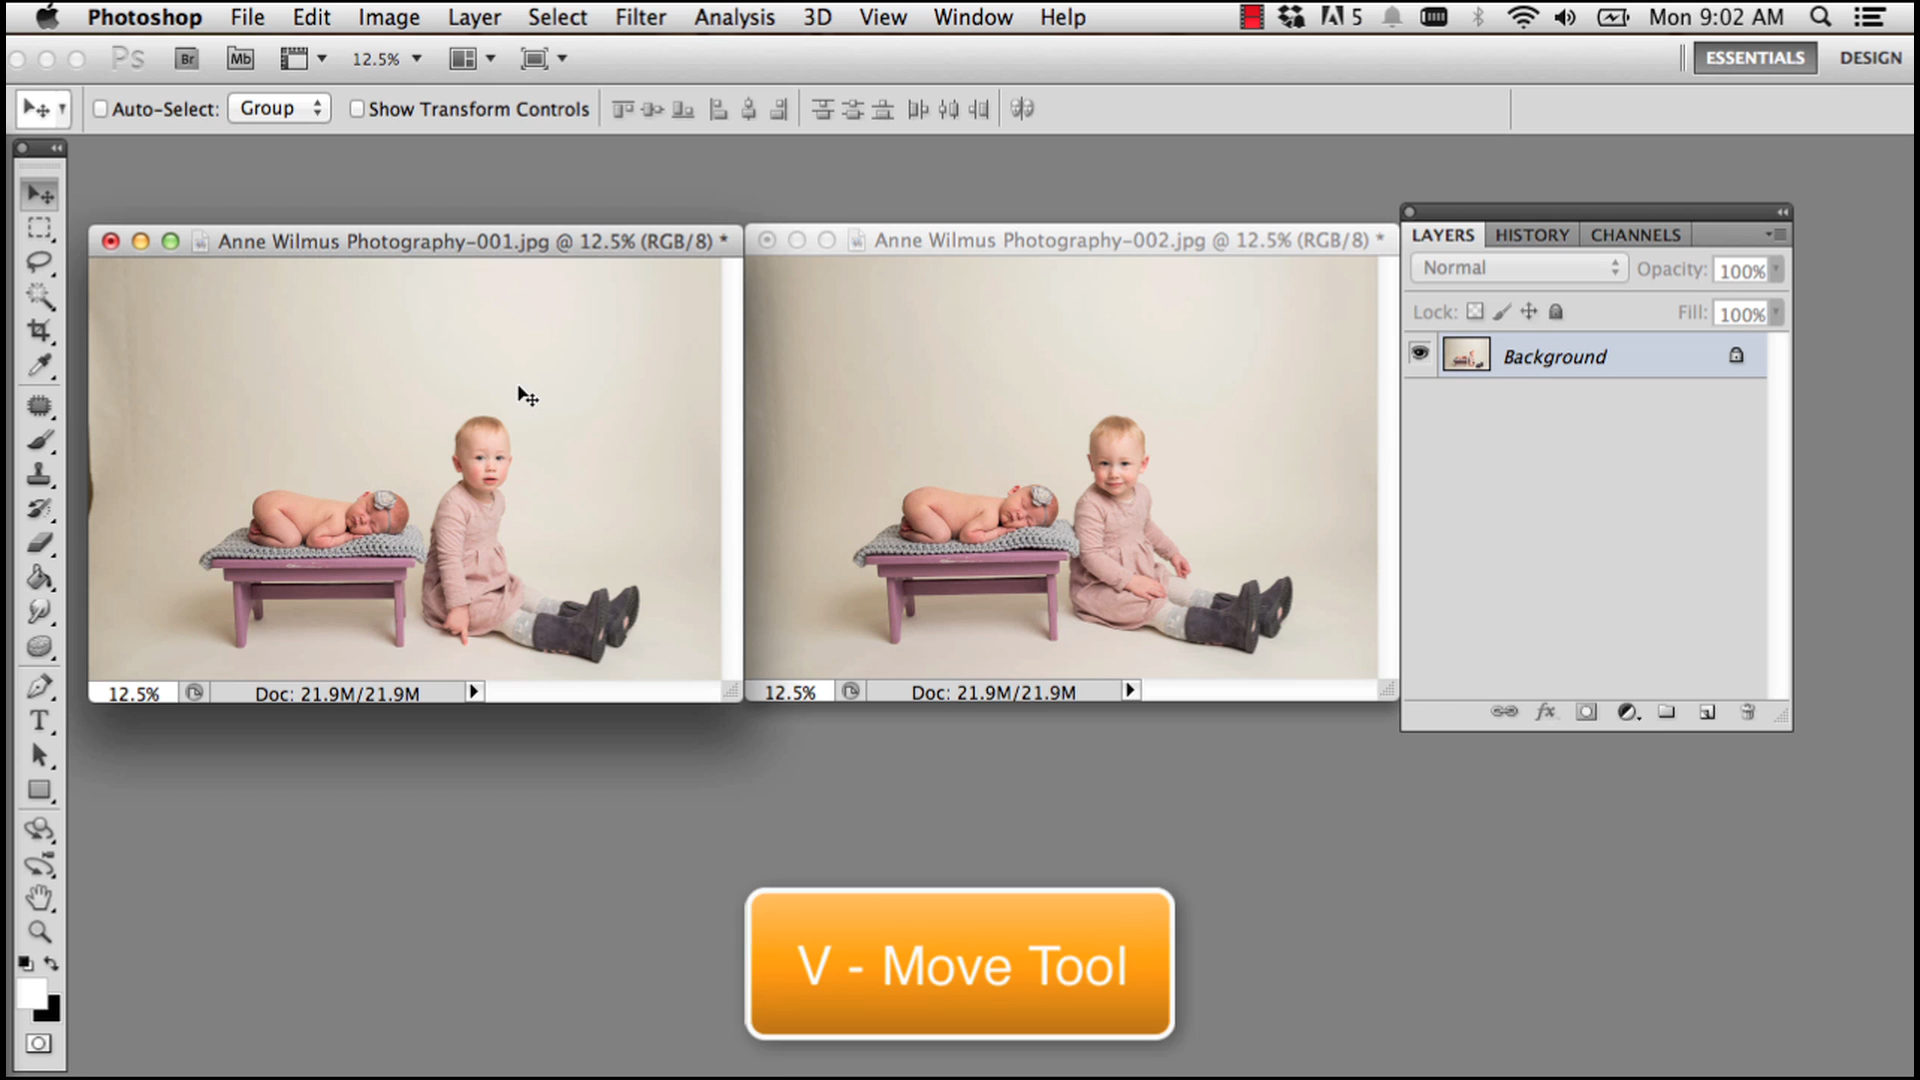 Photoshop File Edit Image Layer Select Filter Analysis 3D View Window Help 5 Mon 9:02 AM
Ps Br Mb 12.5% ESSENTIALS DESIGN
Auto-Select: Group Show Transform Controls
Anne Wilmus Photography-001.jpg @ 12.5% (RGB/8) *
Anne Wilmus Photography-002.jpg @ 12.5% (RGB/8) *
LAYERS HISTORY CHANNELS
Normal Opacity: 100%
Lock: Fill: 100%
Background
fx
T
12.5% Doc: 21.9M/21.9M
12.5% Doc: 21.9M/21.9M
V - Move Tool